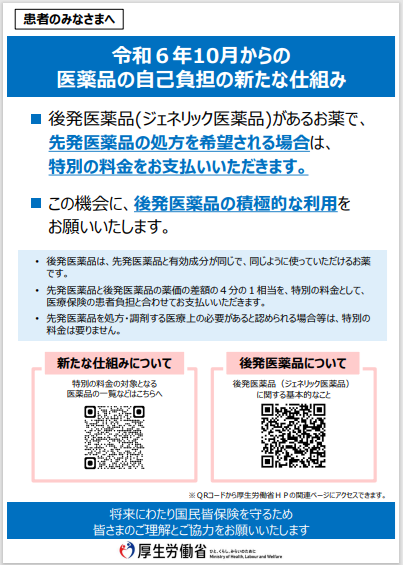 患者のみなさまへ
令和６年10月からの
医薬品の自己負担の新たな仕組み
■ 後発医薬品(ジェネリック医薬品)があるお薬で、
先発医薬品の処方を希望される場合は、
特別の料金をお支払いいただきます。
■ この機会に、後発医薬品の積極的な利用を
お願いいたします。
• 後発医薬品は、先発医薬品と有効成分が同じで、同じように使っていただけるお薬
です。
• 先発医薬品と後発医薬品の薬価の差額の４分の１相当を、特別の料金として、
医療保険の患者負担と合わせてお支払いいただきます。
• 先発医薬品を処方・調剤する医療上の必要があると認められる場合等は、特別の
料金は要りません。
新たな仕組みについて
特別の料金の対象となる
医薬品の一覧などはこちらへ
後発医薬品について
後発医薬品（ジェネリック医薬品）
に関する基本的なこと
※ＱＲコードから厚生労働省ＨＰの関連ページにアクセスできます。
将来にわたり国民皆保険を守るため
皆さまのご理解とご協力をお願いいたします
厚生労働省
ひと、くらし、みらいのために
Ministry of Health, Labour and Welfare